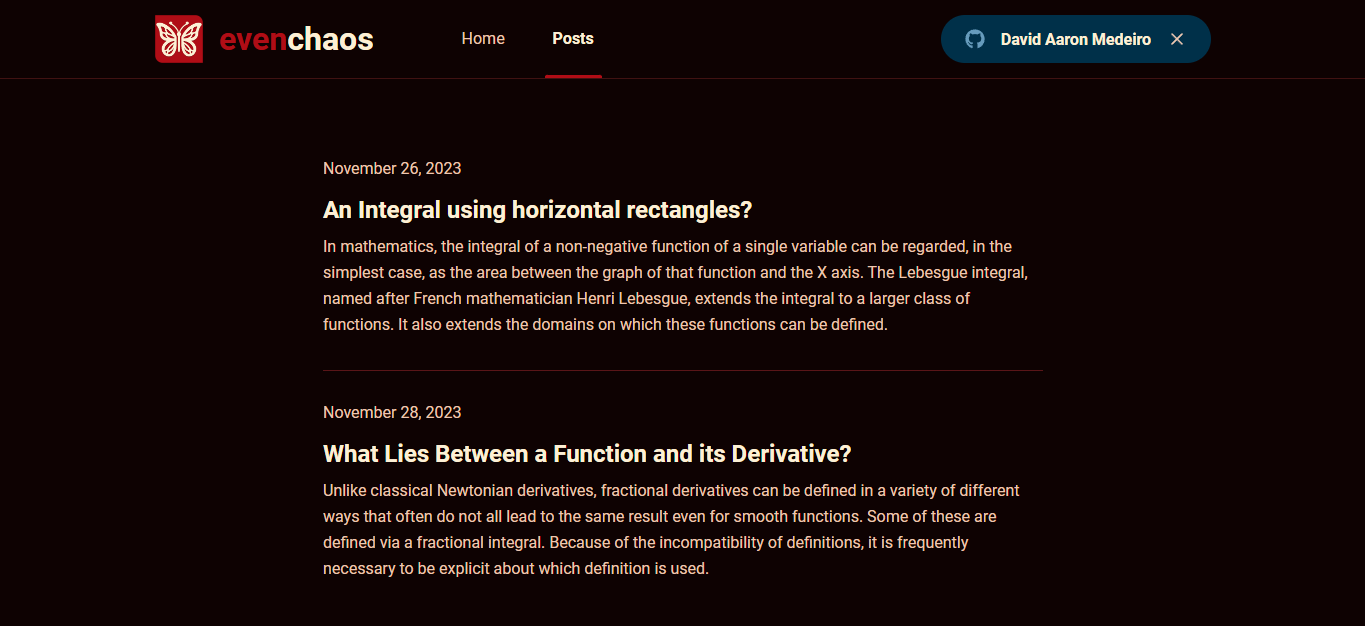 evenchaos
Home
Posts
David Aaron Medeiro
November 26, 2023
An Integral using horizontal rectangles?
In mathematics, the integral of a non-negative function of a single variable can be regarded, in the
simplest case, as the area between the graph of that function and the X axis. The Lebesgue integral,
named after French mathematician Henri Lebesgue, extends the integral to a larger class of
functions. It also extends the domains on which these functions can be defined.
November 28, 2023
What Lies Between a Function and its Derivative?
Unlike classical Newtonian derivatives, fractional derivatives can be defined in a variety of different
ways that often do not all lead to the same result even for smooth functions. Some of these are
defined via a fractional integral. Because of the incompatibility of definitions, it is frequently
necessary to be explicit about which definition is used.